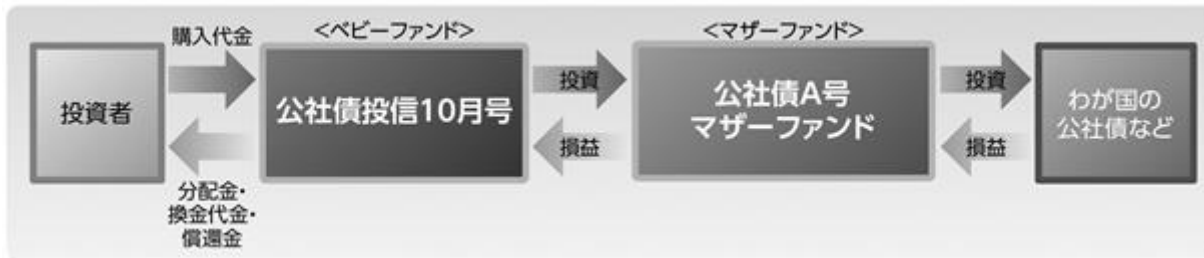 購入代金
<ベビーファンド>
<マザーファンド>
投資者
公社債投信10月号
投資
損益
公社債A号
マザーファンド
投資
損益
わが国の
公社債など
分配金・
換金代金・
償還金